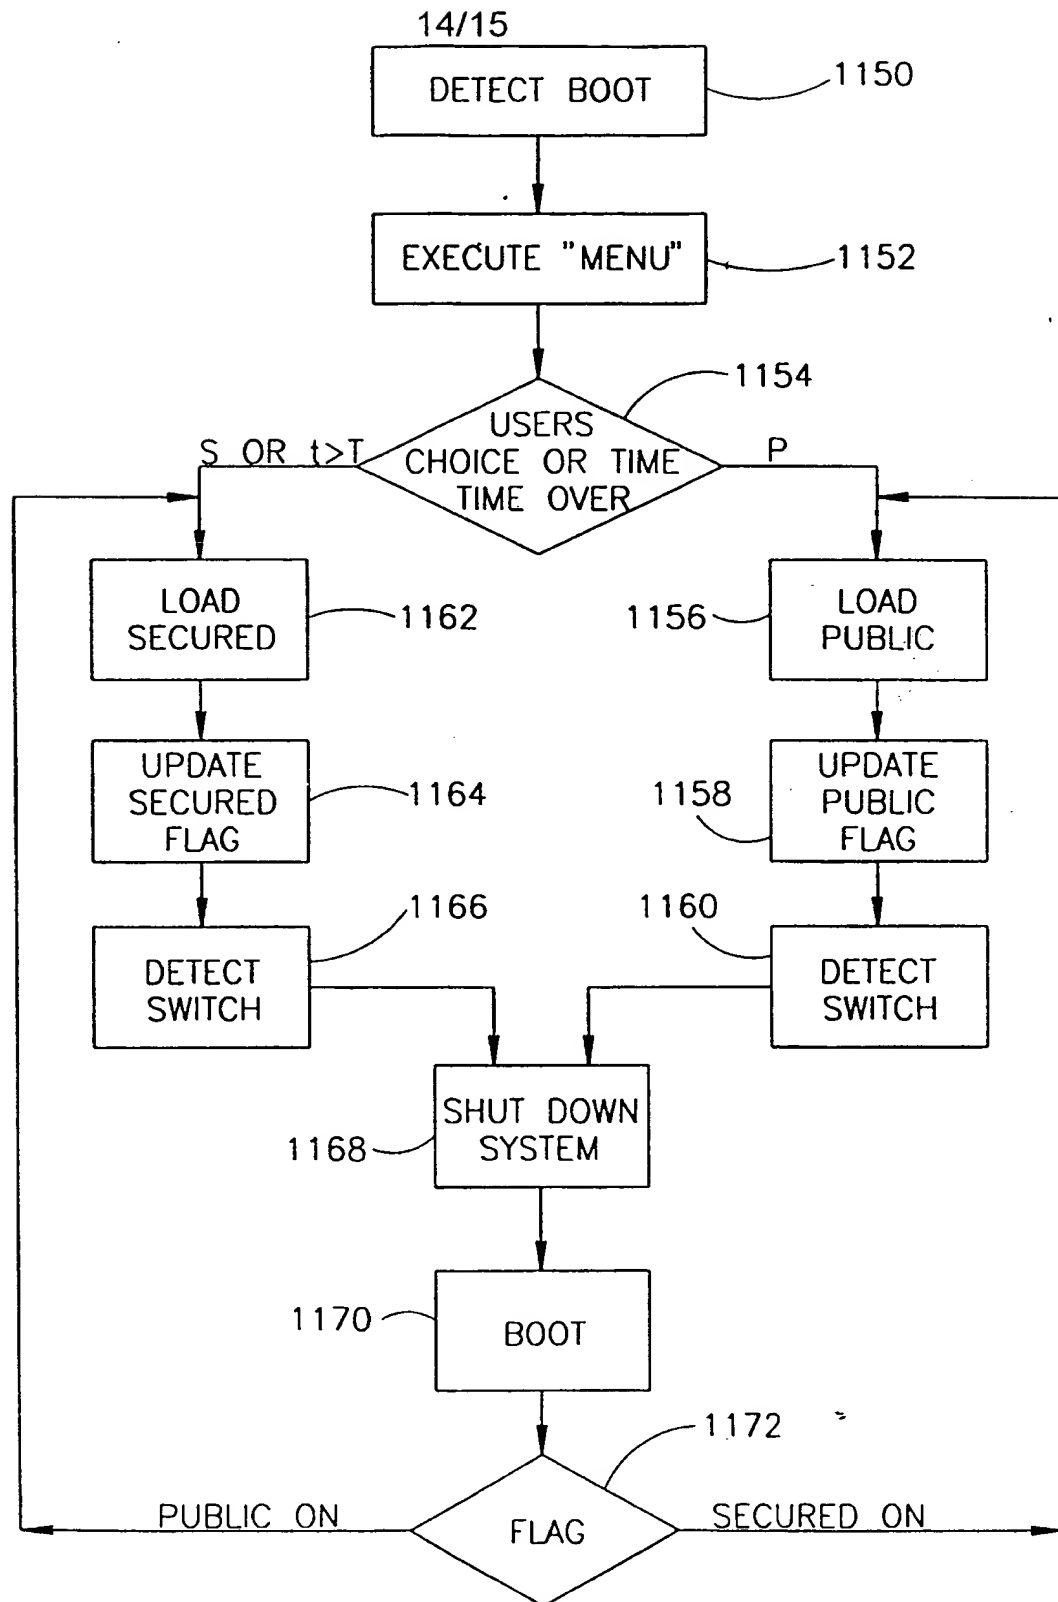 14/15
DETECT BOOT
1150
EXECUTE "MENU"
1152
1154
USERS
CHOICE OR TIME
TIME OVER
S OR t>T
P
LOAD
SECURED
1162
1156
LOAD
PUBLIC
UPDATE
SECURED
FLAG
1164
1158
UPDATE
PUBLIC
FLAG
1166
1160
DETECT
SWITCH
DETECT
SWITCH
SHUT DOWN
SYSTEM
1168
1170
BOOT
1172
PUBLIC ON
FLAG
SECURED ON